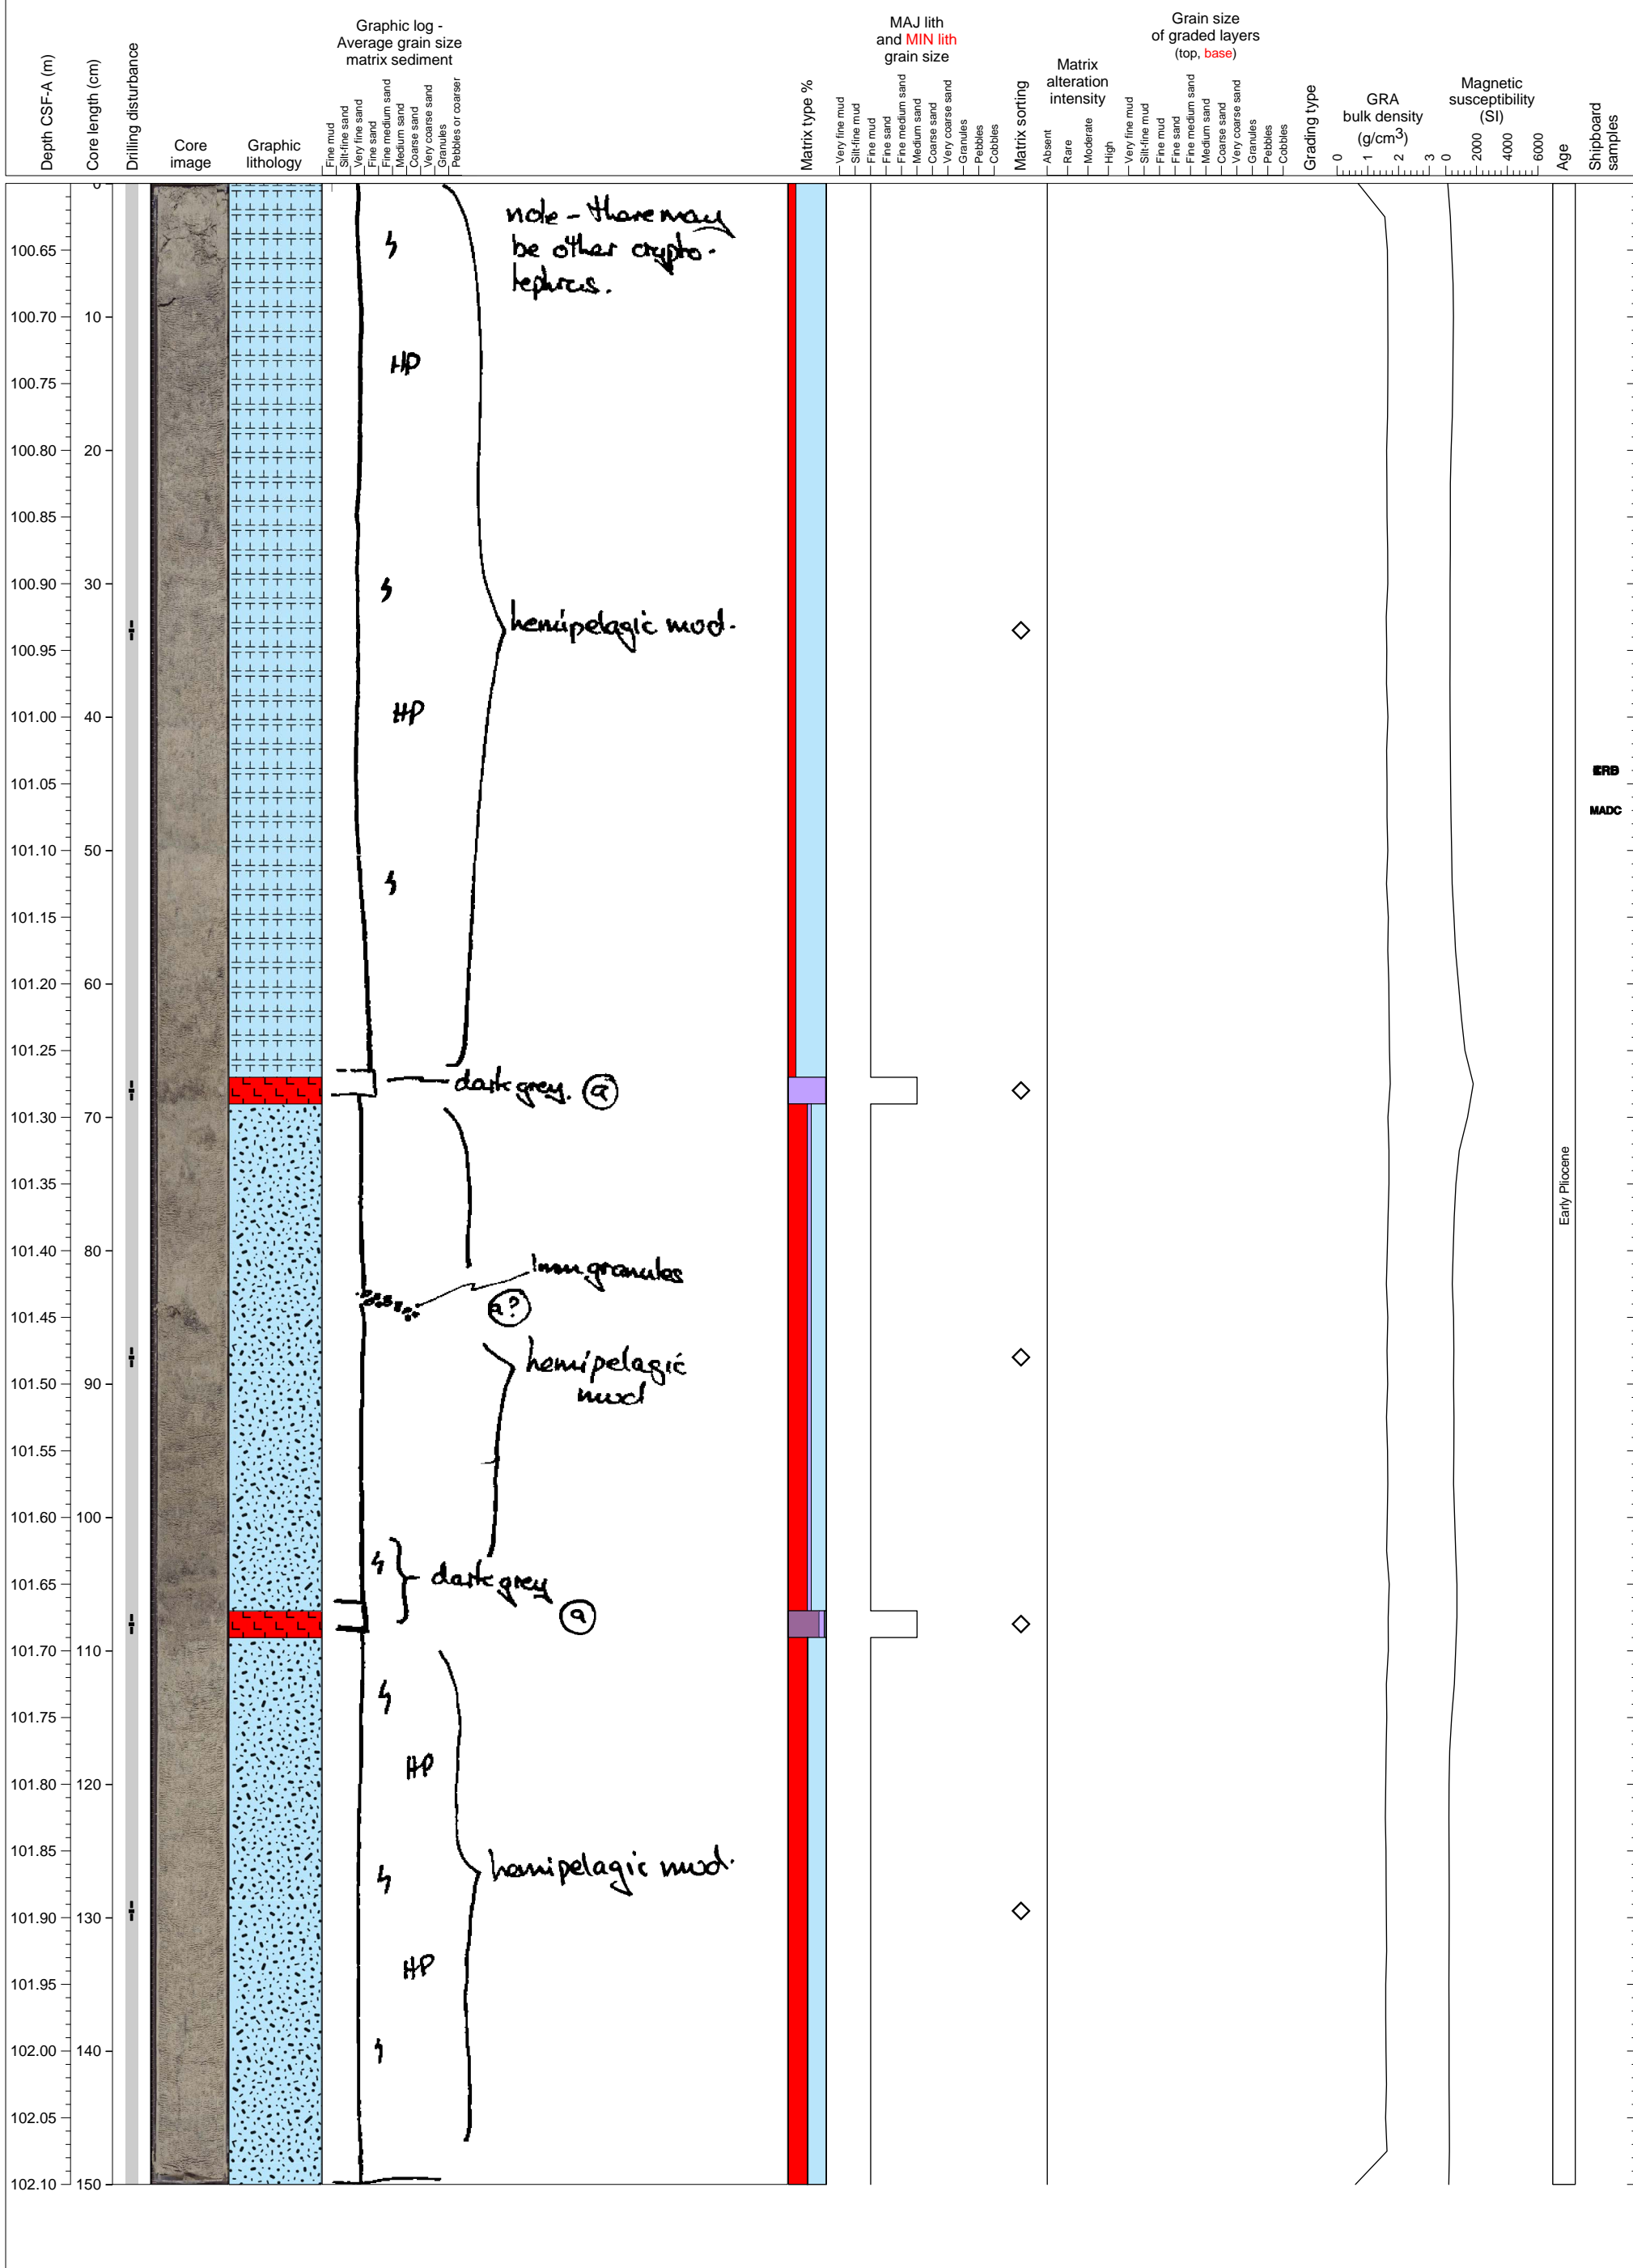 Depth CSF-A (m)
Core length (cm)
Drilling disturbance
Core
image
Graphic
lithology
Graphic log -
Average grain size
matrix sediment
Fine mud
Silt-fine sand
Very fine sand
Fine sand
Fine medium sand
Medium sand
Coarse sand
Very coarse sand
Granules
Pebbles or coarser
Matrix type %
MAJ lith
and MIN lith
grain size
Very fine mud
Silt-fine mud
Fine mud
Fine sand
Fine medium sand
Medium sand
Coarse sand
Very coarse sand
Granules
Pebbles
Cobbles
Matrix sorting
Matrix
alteration
intensity
Absent
Rare
Moderate
High
Grain size
of graded layers
(top, base)
Very fine mud
Silt-fine mud
Fine mud
Fine sand
Fine medium sand
Medium sand
Coarse sand
Very coarse sand
Granules
Pebbles
Cobbles
Grading type
GRA
bulk density
(g/cm3)
0 1 2 3
Magnetic
susceptibility
(SI)
0 2000 4000 6000
Age
Shipboard
samples
0
note - there may
be other crypto-
tephras.
100.65
100.70 10
HP
100.75
100.80 20
100.85
100.90 30
hemipelagic mud.
100.95
101.00 40
HP
101.05
MADC
101.10 50
101.15
101.20 60
101.25
dark grey. a
101.30 70
101.35
Early Pliocene
101.40 80
1mm granules
a?
101.45
hemipelagic
mud
101.50 90
101.55
101.60 100
dark grey
101.65
a
101.70 110
101.75
HP
101.80 120
101.85
hemipelagic mud.
101.90 130
HP
101.95
102.00 140
102.05
102.10 150